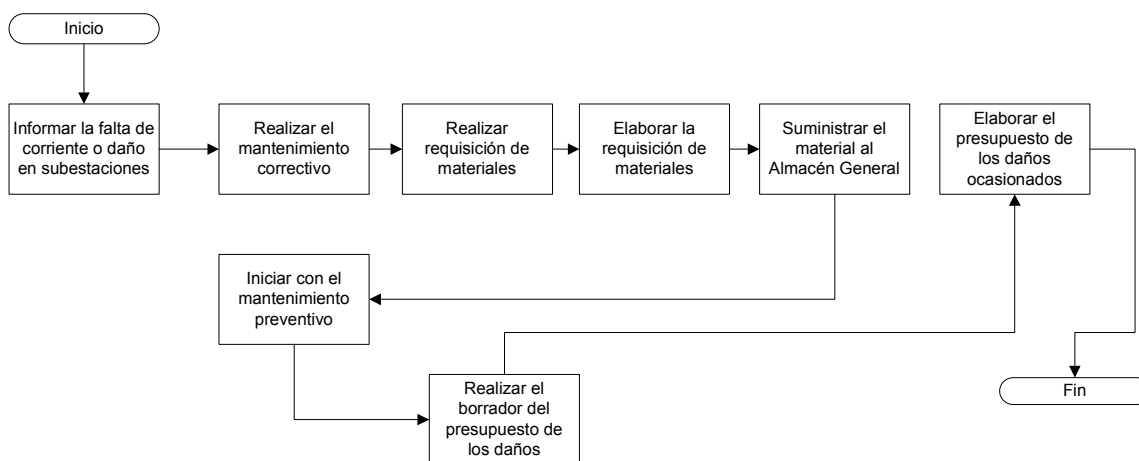 Inicio
Informar la falta de
corriente o daño
en subestaciones
Realizar el
mantenimiento
correctivo
Realizar
requisición de
materiales
Elaborar la
requisición de
materiales
Suministrar el
material al
Almacén General
Elaborar el
presupuesto de
los daños
ocasionados
Iniciar con el
mantenimiento
preventivo
Realizar el
borrador del
presupuesto de
los daños
Fin